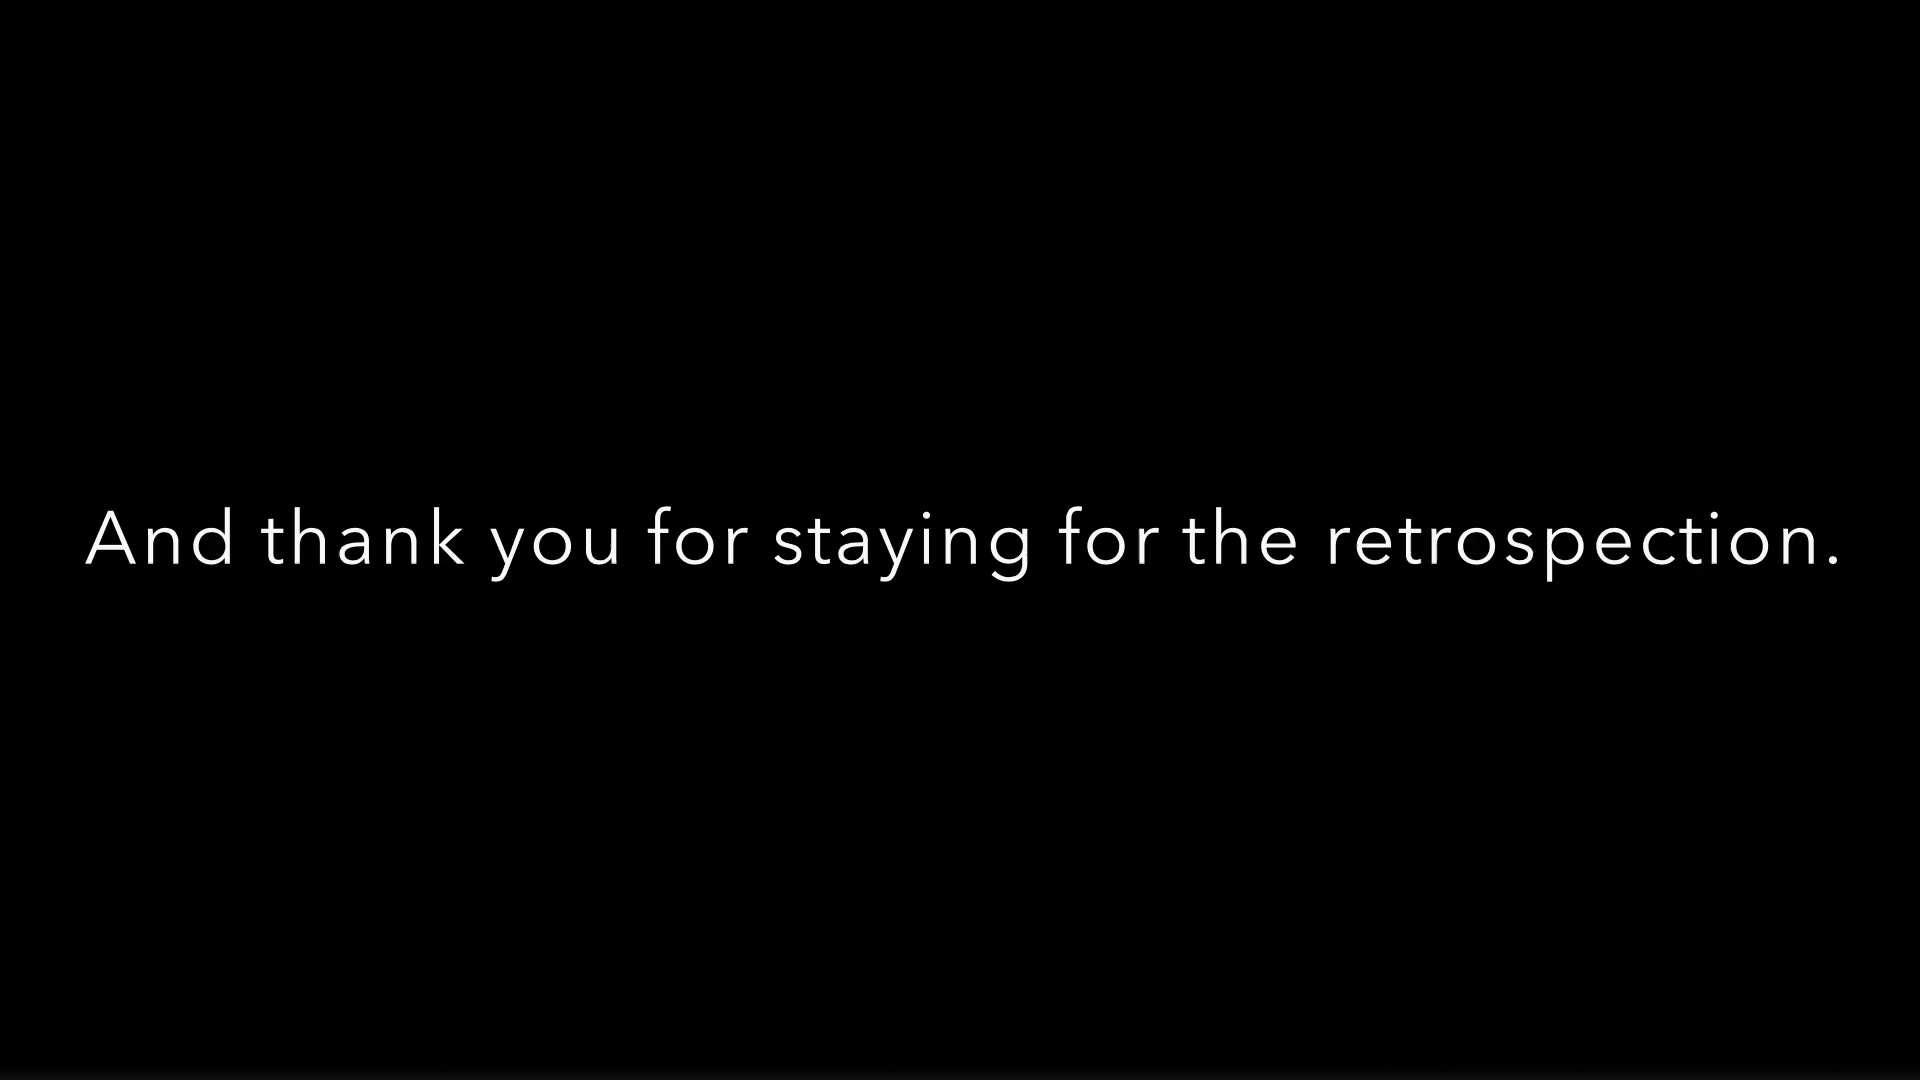 And thank you for staying for the retrospection.